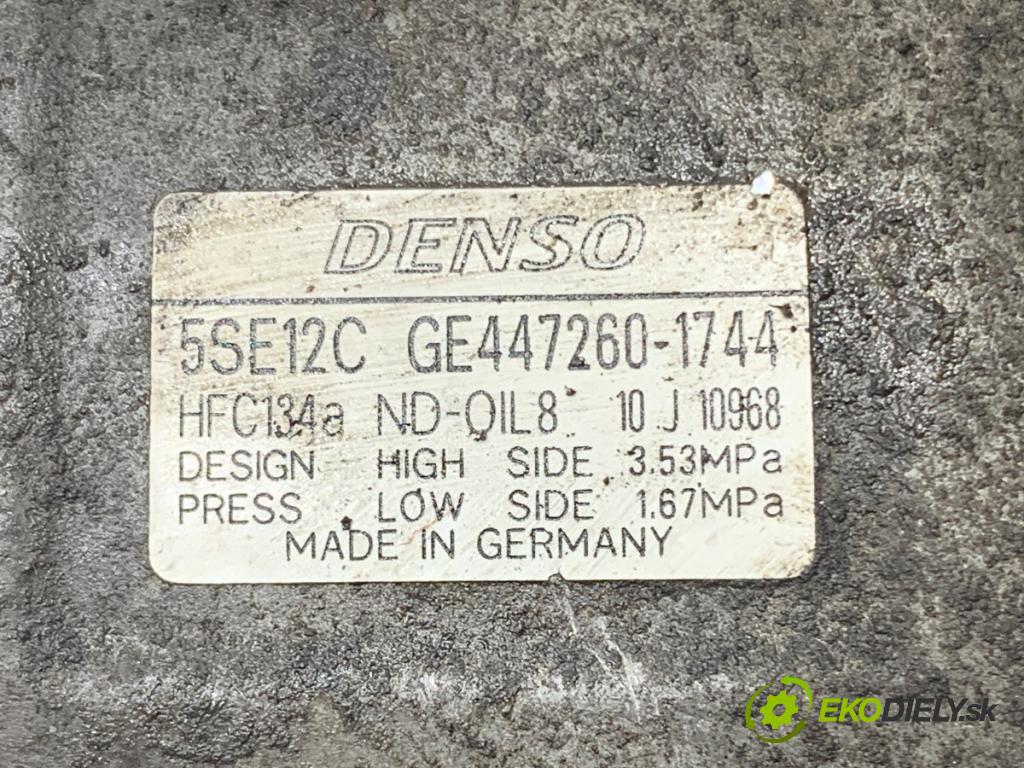 DENSO
5SE12C GE447260-1744
HFC134a ND-OIL8 10 J 10968
DESIGN HIGH SIDE 3.53MPa
PRESS LOW SIDE 1.67MPa
MADE IN GERMANY
EKODIELY.sk